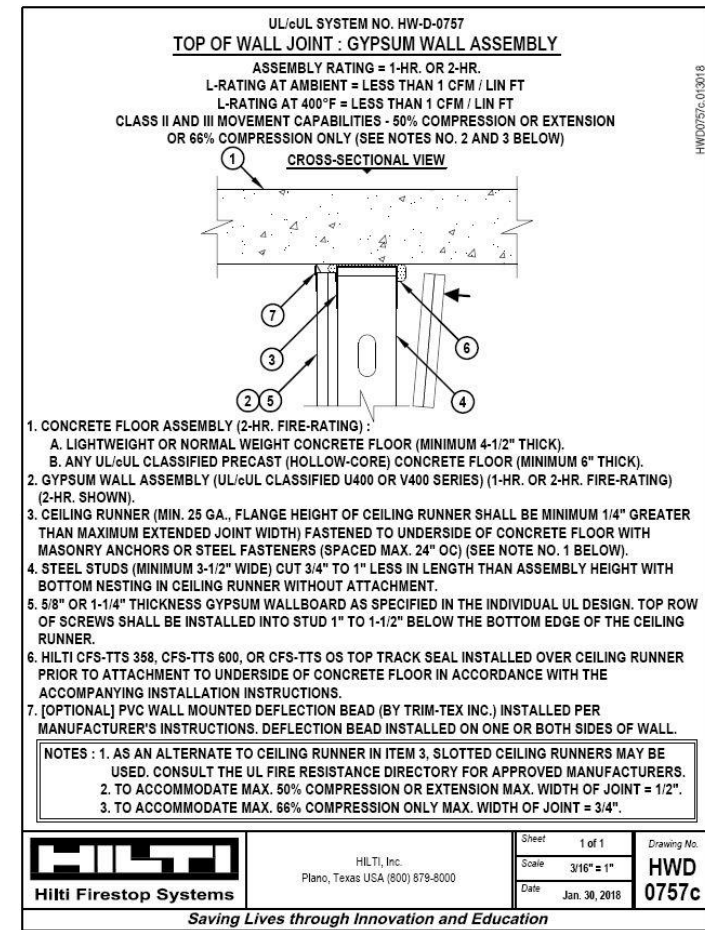 UL/cUL SYSTEM NO. HW-D-0757
TOP OF WALL JOINT : GYPSUM WALL ASSEMBLY
ASSEMBLY RATING = 1-HR. OR 2-HR.
L-RATING AT AMBIENT = LESS THAN 1 CFM / LIN FT
L-RATING AT 400°F = LESS THAN 1 CFM / LIN FT
CLASS II AND III MOVEMENT CAPABILITIES - 50% COMPRESSION OR EXTENSION
OR 66% COMPRESSION ONLY (SEE NOTES NO. 2 AND 3 BELOW)
HWD0757c.013018
CROSS-SECTIONAL VIEW
1
7
3
6
2
5
4
1. CONCRETE FLOOR ASSEMBLY (2-HR. FIRE-RATING) :
A. LIGHTWEIGHT OR NORMAL WEIGHT CONCRETE FLOOR (MINIMUM 4-1/2" THICK).
B. ANY UL/cUL CLASSIFIED PRECAST (HOLLOW-CORE) CONCRETE FLOOR (MINIMUM 6" THICK).
2. GYPSUM WALL ASSEMBLY (UL/cUL CLASSIFIED U400 OR V400 SERIES) (1-HR. OR 2-HR. FIRE-RATING)
(2-HR. SHOWN).
3. CEILING RUNNER (MIN. 25 GA., FLANGE HEIGHT OF CEILING RUNNER SHALL BE MINIMUM 1/4" GREATER
THAN MAXIMUM EXTENDED JOINT WIDTH) FASTENED TO UNDERSIDE OF CONCRETE FLOOR WITH
MASONRY ANCHORS OR STEEL FASTENERS (SPACED MAX. 24" OC) (SEE NOTE NO. 1 BELOW).
4. STEEL STUDS (MINIMUM 3-1/2" WIDE) CUT 3/4" TO 1" LESS IN LENGTH THAN ASSEMBLY HEIGHT WITH
BOTTOM NESTING IN CEILING RUNNER WITHOUT ATTACHMENT.
5. 5/8" OR 1-1/4" THICKNESS GYPSUM WALLBOARD AS SPECIFIED IN THE INDIVIDUAL UL DESIGN. TOP ROW
OF SCREWS SHALL BE INSTALLED INTO STUD 1" TO 1-1/2" BELOW THE BOTTOM EDGE OF THE CEILING
RUNNER.
6. HILTI CFS-TTS 358, CFS-TTS 600, OR CFS-TTS OS TOP TRACK SEAL INSTALLED OVER CEILING RUNNER
PRIOR TO ATTACHMENT TO UNDERSIDE OF CONCRETE FLOOR IN ACCORDANCE WITH THE
ACCOMPANYING INSTALLATION INSTRUCTIONS.
7. [OPTIONAL] PVC WALL MOUNTED DEFLECTION BEAD (BY TRIM-TEX INC.) INSTALLED PER
MANUFACTURER'S INSTRUCTIONS. DEFLECTION BEAD INSTALLED ON ONE OR BOTH SIDES OF WALL.
NOTES : 1. AS AN ALTERNATE TO CEILING RUNNER IN ITEM 3, SLOTTED CEILING RUNNERS MAY BE
USED. CONSULT THE UL FIRE RESISTANCE DIRECTORY FOR APPROVED MANUFACTURERS.
2. TO ACCOMMODATE MAX. 50% COMPRESSION OR EXTENSION MAX. WIDTH OF JOINT = 1/2".
3. TO ACCOMMODATE MAX. 66% COMPRESSION ONLY MAX. WIDTH OF JOINT = 3/4".
HILTI
Hilti Firestop Systems
HILTI, Inc.
Plano, Texas USA (800) 879-8000
Sheet 1 of 1
Scale 3/16" = 1"
Date Jan. 30, 2018
Drawing No.
HWD
0757c
Saving Lives through Innovation and Education